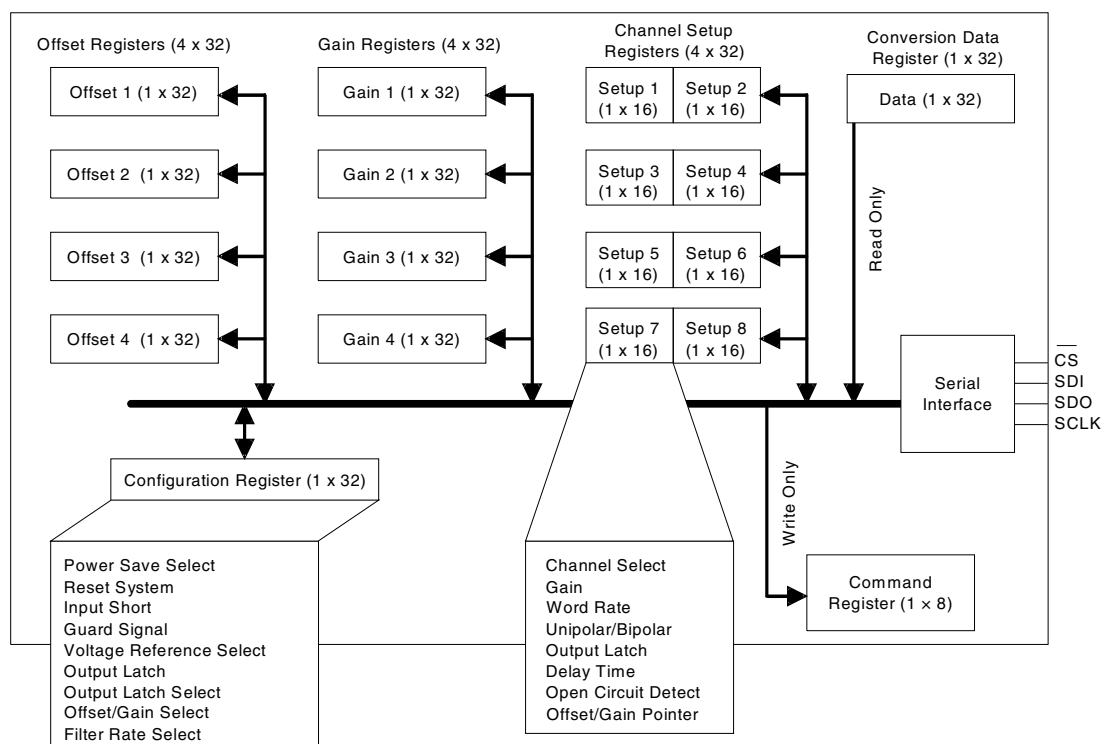 Offset Registers (4 x 32)
Offset 1 (1 x 32)
Offset 2 (1 x 32)
Offset 3 (1 x 32)
Offset 4 (1 x 32)
Gain Registers (4 x 32)
Gain 1 (1 x 32)
Gain 2 (1 x 32)
Gain 3 (1 x 32)
Gain 4 (1 x 32)
Channel Setup
Registers (4 x 32)
Setup 1
(1 x 16)
Setup 2
(1 x 16)
Setup 3
(1 x 16)
Setup 4
(1 x 16)
Setup 5
(1 x 16)
Setup 6
(1 x 16)
Setup 7
(1 x 16)
Setup 8
(1 x 16)
Conversion Data
Register (1 x 32)
Data (1 x 32)
Read Only
Serial
Interface
CS
SDI
SDO
SCLK
Configuration Register (1 x 32)
Power Save Select
Reset System
Input Short
Guard Signal
Voltage Reference Select
Output Latch
Output Latch Select
Offset/Gain Select
Filter Rate Select
Channel Select
Gain
Word Rate
Unipolar/Bipolar
Output Latch
Delay Time
Open Circuit Detect
Offset/Gain Pointer
Write Only
Command
Register (1 × 8)